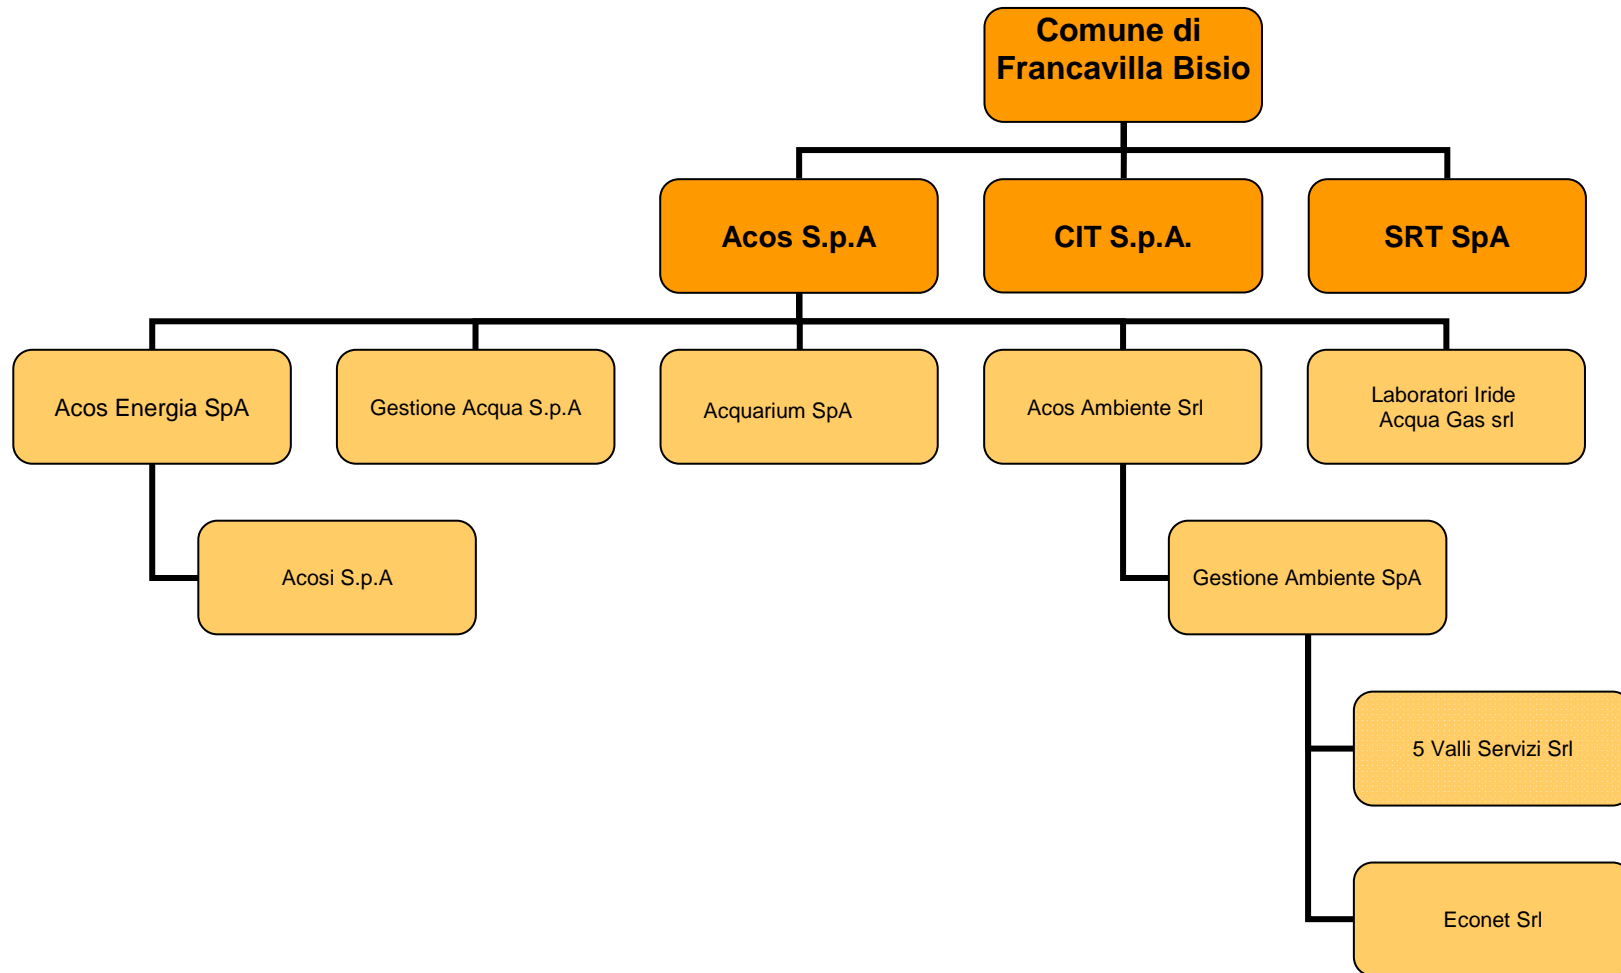 Comune di
Francavilla Bisio
Acos S.p.A
CIT S.p.A.
SRT SpA
Acos Energia SpA
Gestione Acqua S.p.A
Acquarium SpA
Acos Ambiente Srl
Laboratori Iride
Acqua Gas srl
Acosi S.p.A
Gestione Ambiente SpA
5 Valli Servizi Srl
Econet Srl